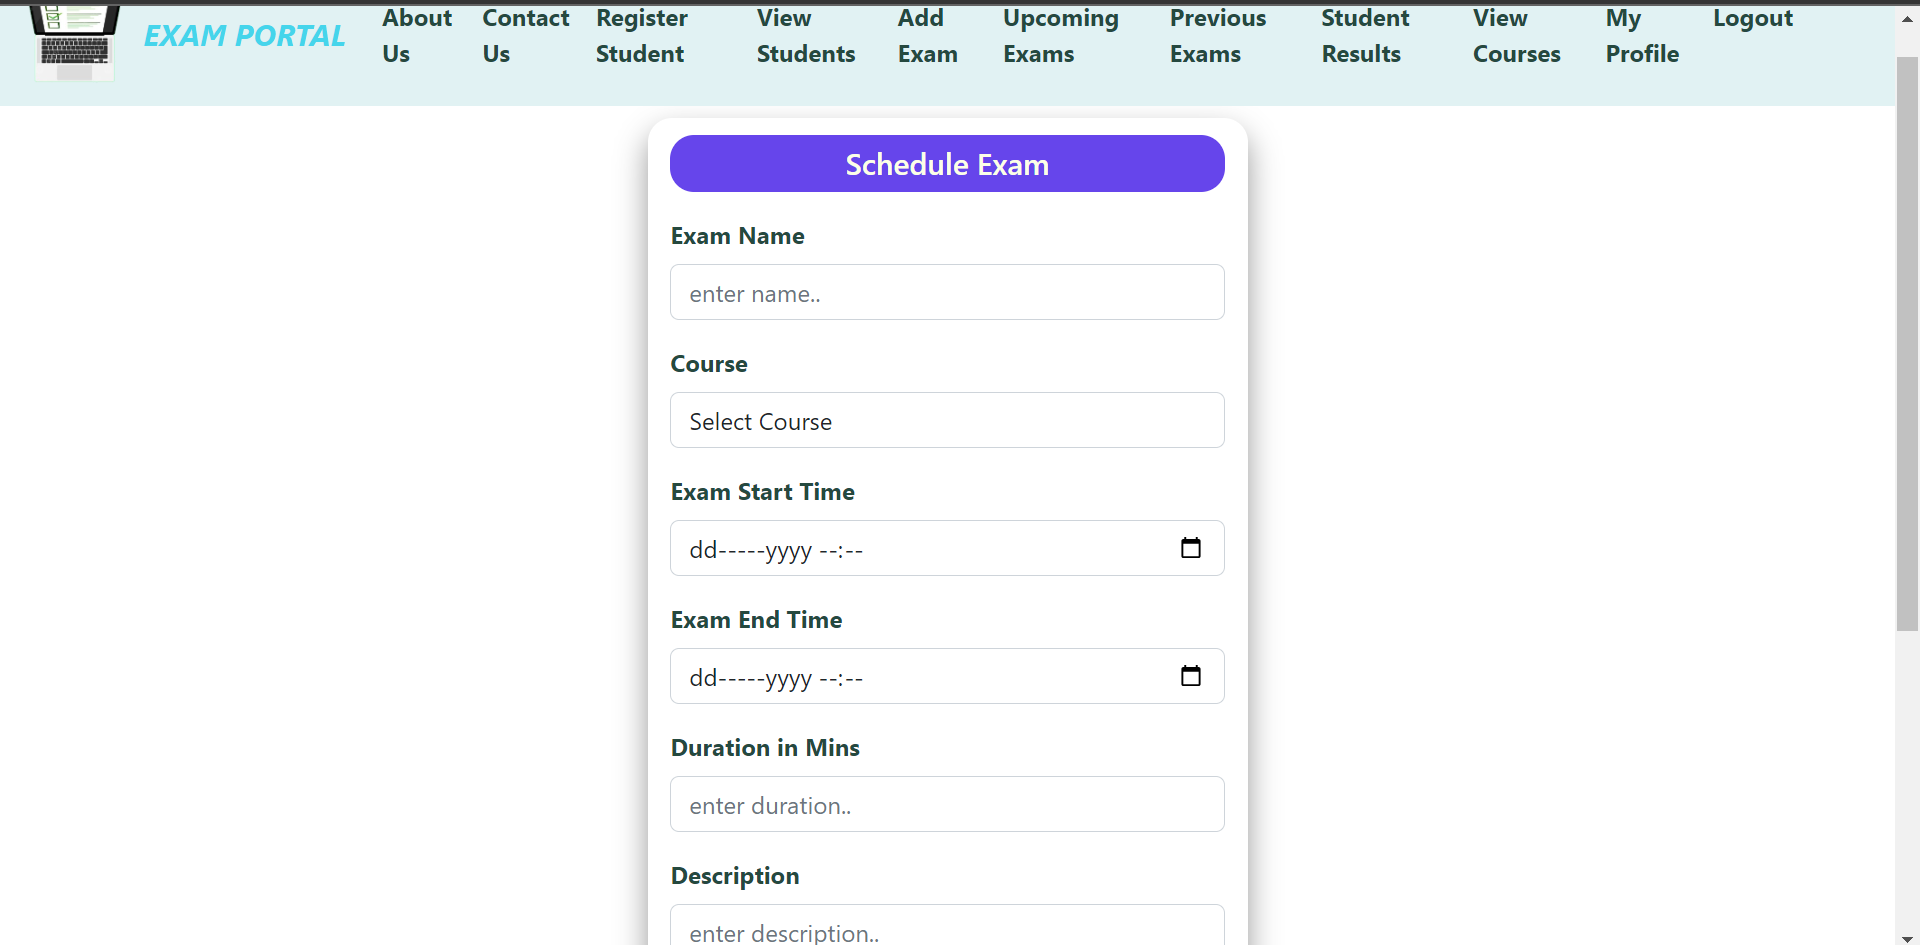 EXAM PORTAL
About Us
Contact Us
Register Student
View Students
Add Exam
Upcoming Exams
Previous Exams
Student Results
View Courses
My Profile
Logout
Schedule Exam
Exam Name
enter name..
Course
Select Course
Exam Start Time
dd-----yyyy --:--
Exam End Time
dd-----yyyy --:--
Duration in Mins
enter duration..
Description
enter description..